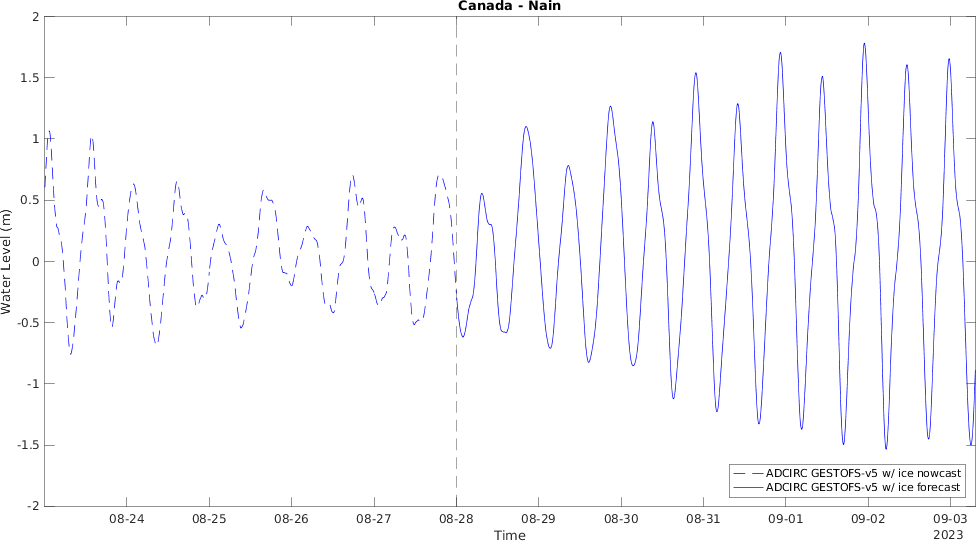 Canada - Nain
2
1.5
1
0.5
0
-0.5
-1
-1.5
-2
Water Level (m)
ADCIRC GESTOFS-v5 w/ ice nowcast
ADCIRC GESTOFS-v5 w/ ice forecast
08-24 08-25 08-26 08-27 08-28 08-29 08-30 08-31 09-01 09-02 09-03
Time
2023